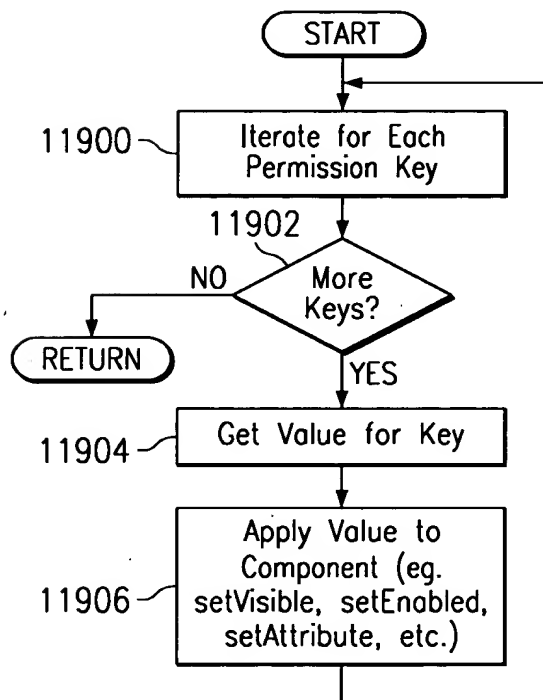 START
11900
Iterate for Each
Permission Key
11902
More
Keys?
NO
RETURN
YES
11904
Get Value for Key
11906
Apply Value to
Component (eg.
setVisible, setEnabled,
setAttribute, etc.)